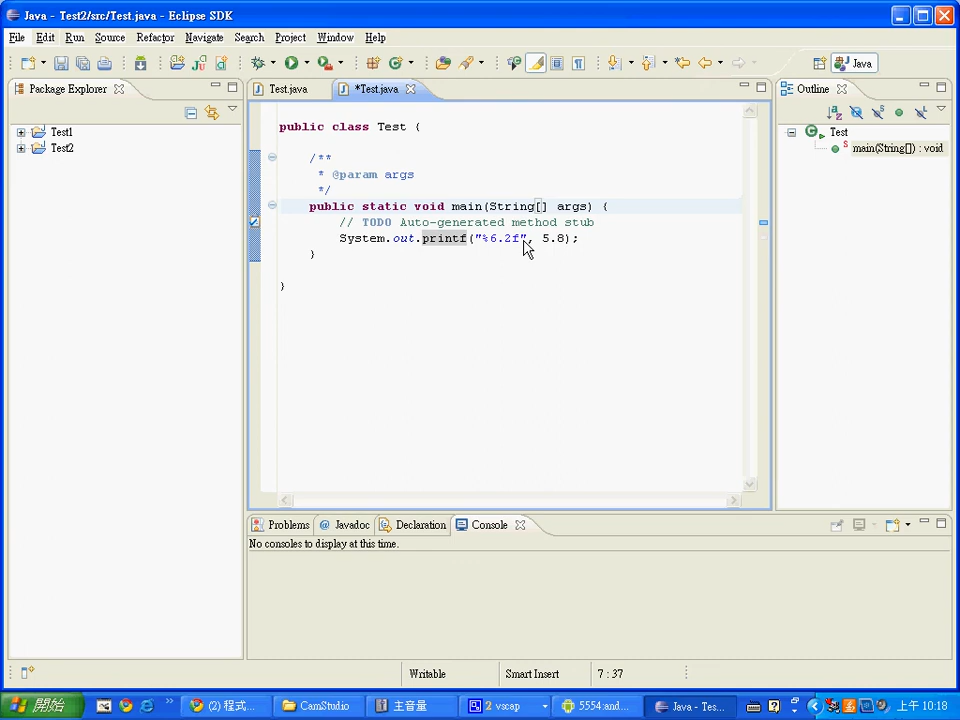 Java - Test2/src/Test.java - Eclipse SDK
File Edit Run Source Refactor Navigate Search Project Window Help
Java
Package Explorer
Test.java
*Test.java
Outline
Test1
Test2
public class Test {
/**
* @param args
*/
public static void main(String[] args) {
// TODO Auto-generated method stub
System.out.printf("%6.2f", 5.8);
}
}
Test
main(String[]) : void
Problems Javadoc Declaration Console
No consoles to display at this time.
Writable Smart Insert 7 : 37
開始
(2) 程式...
CamStudio
主音量
2 vscap
5554:and...
Java - Tes...
上午 10:18